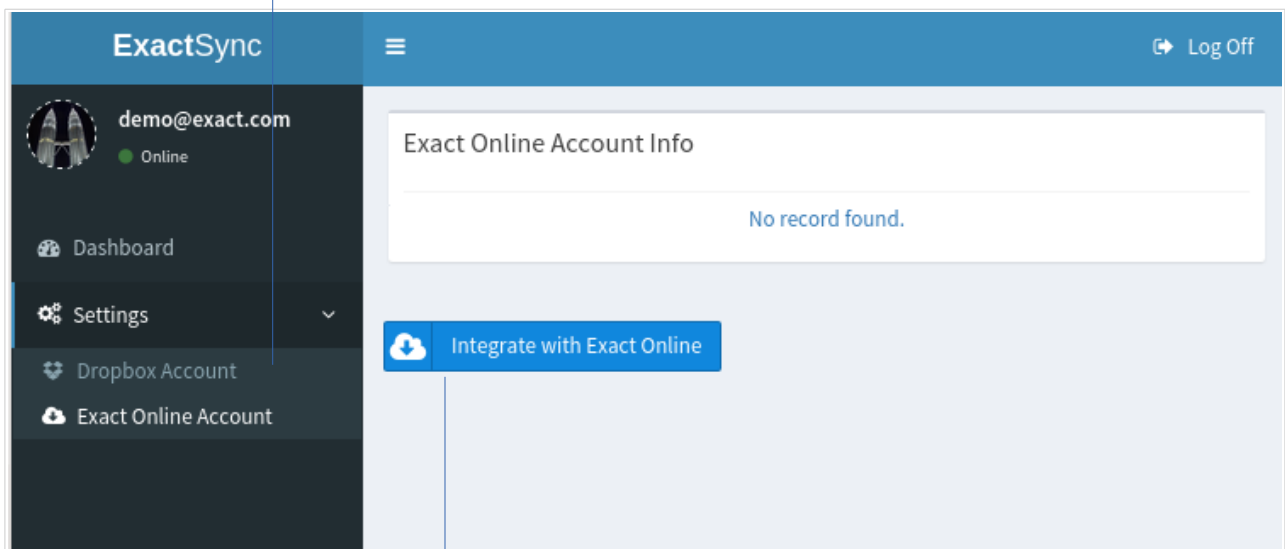 ExactSync
Log Off
demo@exact.com
Online
Dashboard
Settings
Dropbox Account
Exact Online Account
Exact Online Account Info
No record found.
Integrate with Exact Online